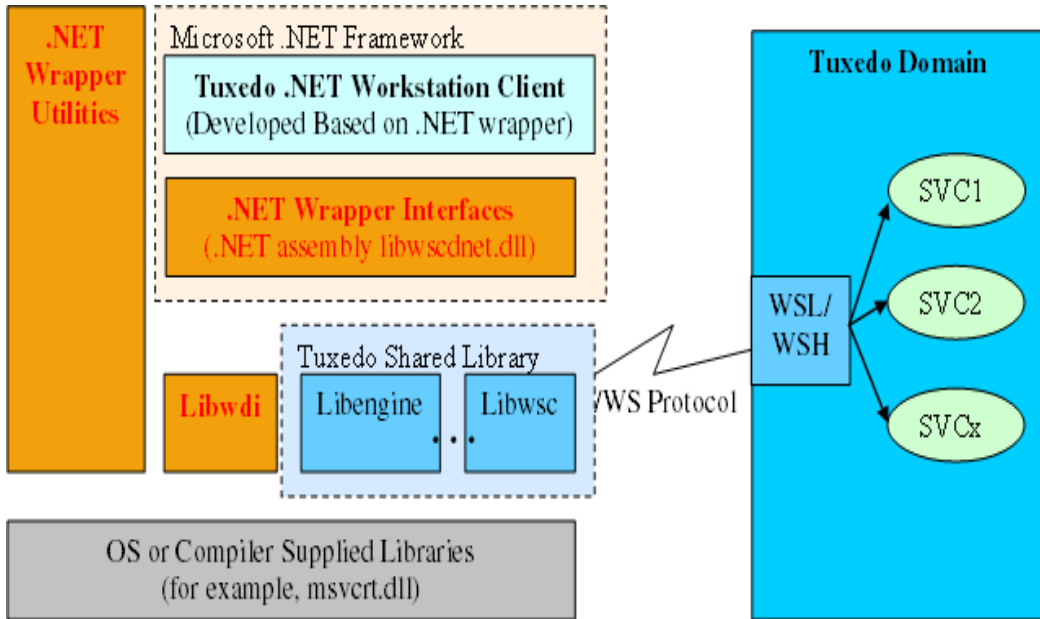 .NET
Wrapper
Utilities
Microsoft .NET Framework
Tuxedo .NET Workstation Client
(Developed Based on .NET wrapper)
.NET Wrapper Interfaces
(.NET assembly libwscdnet.dll)
Tuxedo Shared Library
Libwdi
Libengine
. . .
Libwsc
/WS Protocol
OS or Compiler Supplied Libraries
(for example, msvcrt.dll)
Tuxedo Domain
WSL/
WSH
SVC1
SVC2
SVCx